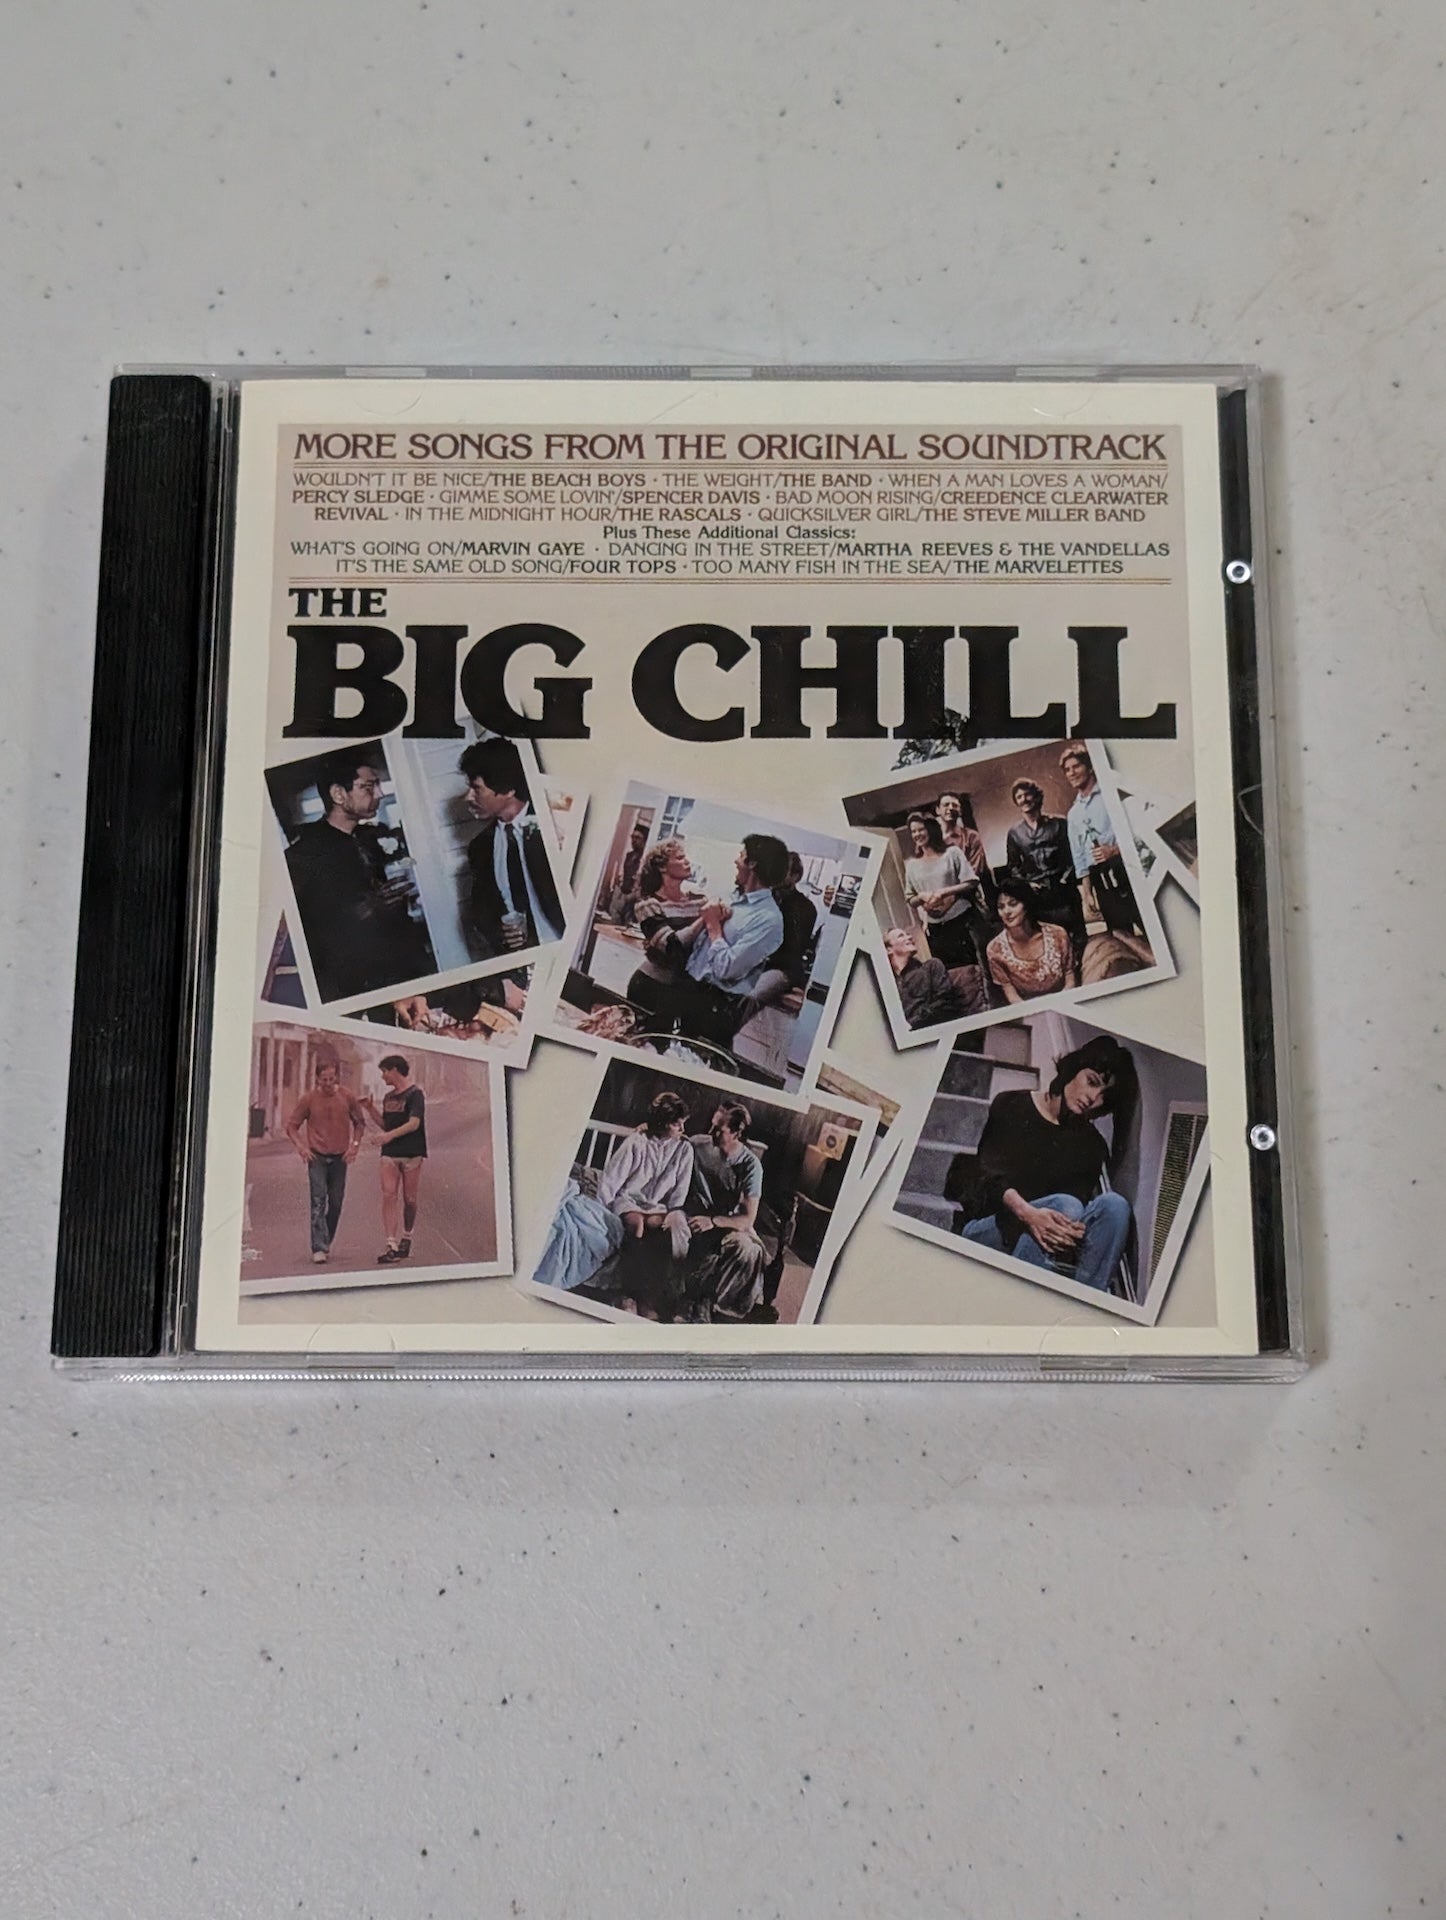 MORE SONGS FROM THE ORIGINAL SOUNDTRACK
WOULDN'T IT BE NICE/THE BEACH BOYS · THE WEIGHT/THE BAND · WHEN A MAN LOVES A WOMAN/
PERCY SLEDGE · GIMME SOME LOVIN'/SPENCER DAVIS · BAD MOON RISING/CREEDENCE CLEARWATER
REVIVAL · IN THE MIDNIGHT HOUR/THE RASCALS · QUICKSILVER GIRL/THE STEVE MILLER BAND
Plus These Additional Classics:
WHAT'S GOING ON/MARVIN GAYE · DANCING IN THE STREET/MARTHA REEVES & THE VANDELLAS
IT'S THE SAME OLD SONG/FOUR TOPS · TOO MANY FISH IN THE SEA/THE MARVELETTES
THE
BIG CHILL